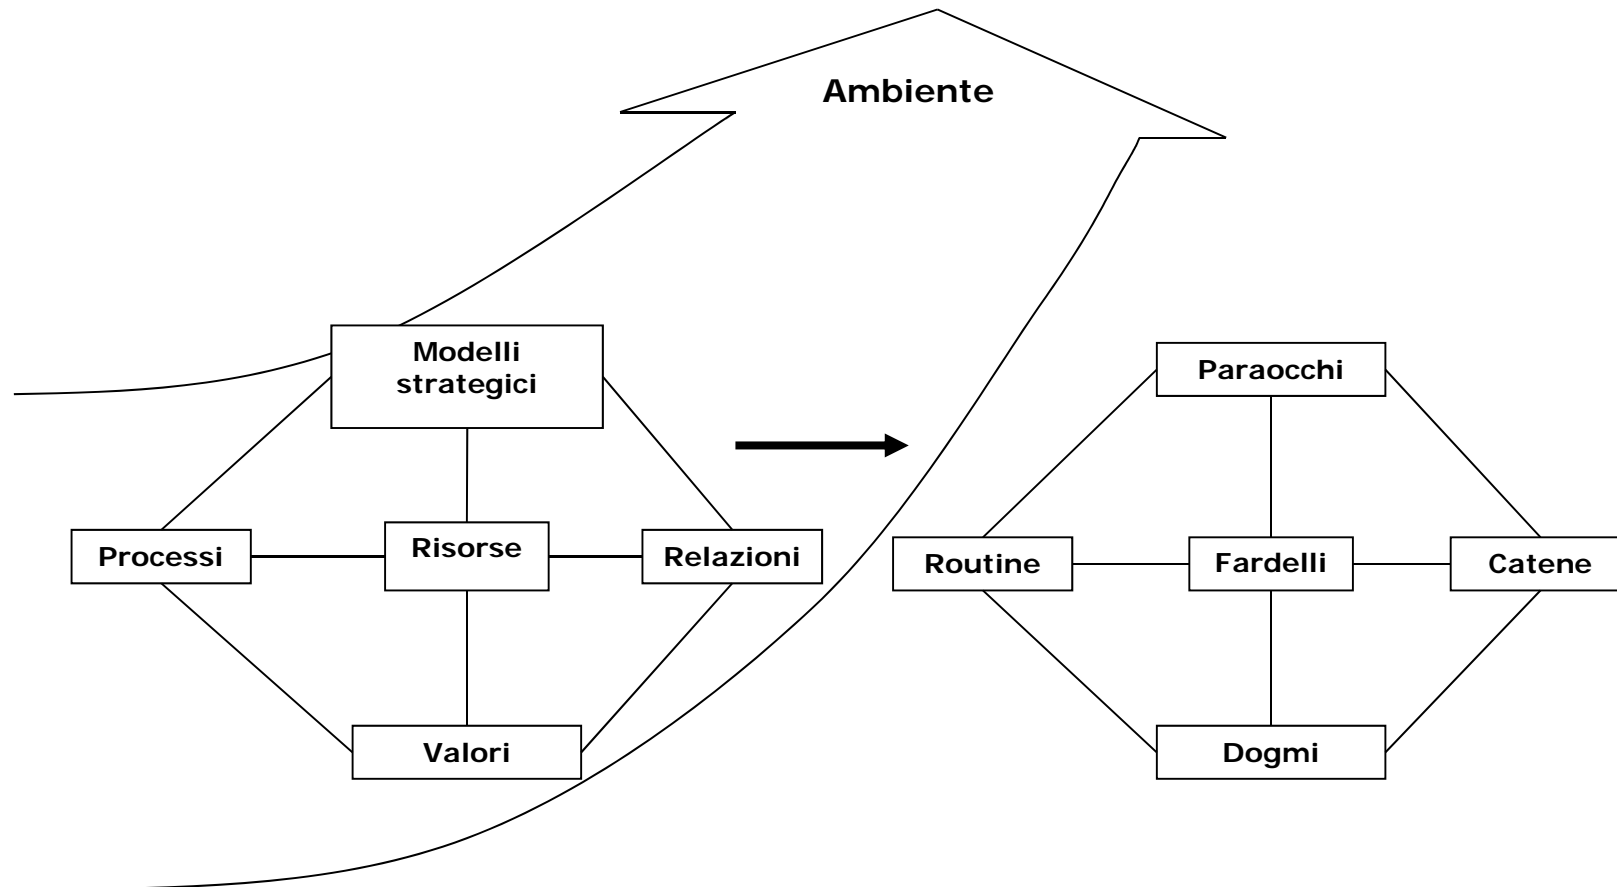 Ambiente
Modelli
strategici
Paraocchi
Processi
Risorse
Relazioni
Routine
Fardelli
Catene
Valori
Dogmi